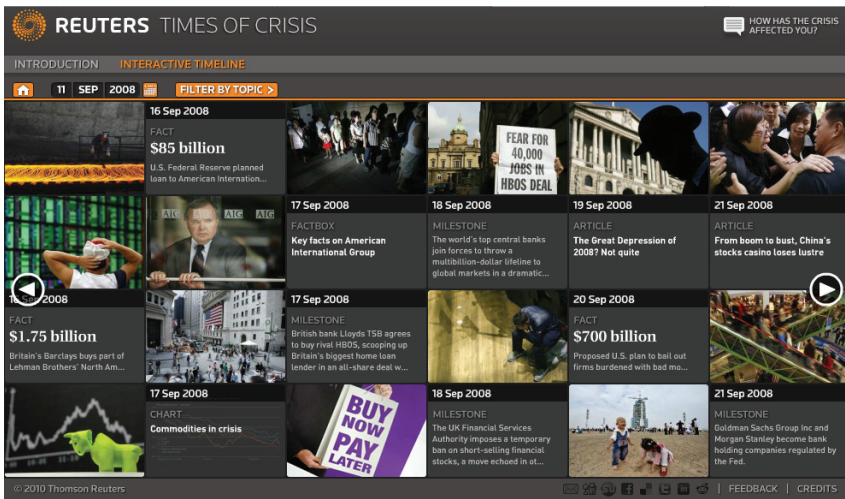 REUTERS TIMES OF CRISIS
HOW HAS THE CRISIS
AFFECTED YOU?
INTRODUCTION INTERACTIVE TIMELINE
11 SEP 2008 FILTER BY TOPIC >
16 Sep 2008
FACT
$85 billion
U.S. Federal Reserve planned
loan to American Internation...
FEAR FOR
40,000
JOBS IN
HBOS DEAL
AIG AIG AIG AIG
17 Sep 2008
FACTBOX
Key facts on American
International Group
18 Sep 2008
MILESTONE
The world's top central banks
join forces to throw a
multibillion-dollar lifeline to
global markets in a dramatic...
19 Sep 2008
ARTICLE
The Great Depression of
2008? Not quite
21 Sep 2008
ARTICLE
From boom to bust, China's
stocks casino loses lustre
16 Sep 2008
FACT
$1.75 billion
Britain's Barclays buys part of
Lehman Brothers' North Am...
17 Sep 2008
MILESTONE
British bank Lloyds TSB agrees
to buy rival HBOS, scooping up
Britain's biggest home loan
lender in an all-share deal w...
20 Sep 2008
FACT
$700 billion
Proposed U.S. plan to bail out
firms burdened with bad mo...
17 Sep 2008
CHART
Commodities in crisis
BUY
NOW
PAY
LATER
18 Sep 2008
MILESTONE
The UK Financial Services
Authority imposes a temporary
ban on short-selling financial
stocks, a move echoed in ot...
21 Sep 2008
MILESTONE
Goldman Sachs Group Inc and
Morgan Stanley become bank
holding companies regulated by
the Fed.
© 2010 Thomson Reuters
FEEDBACK | CREDITS